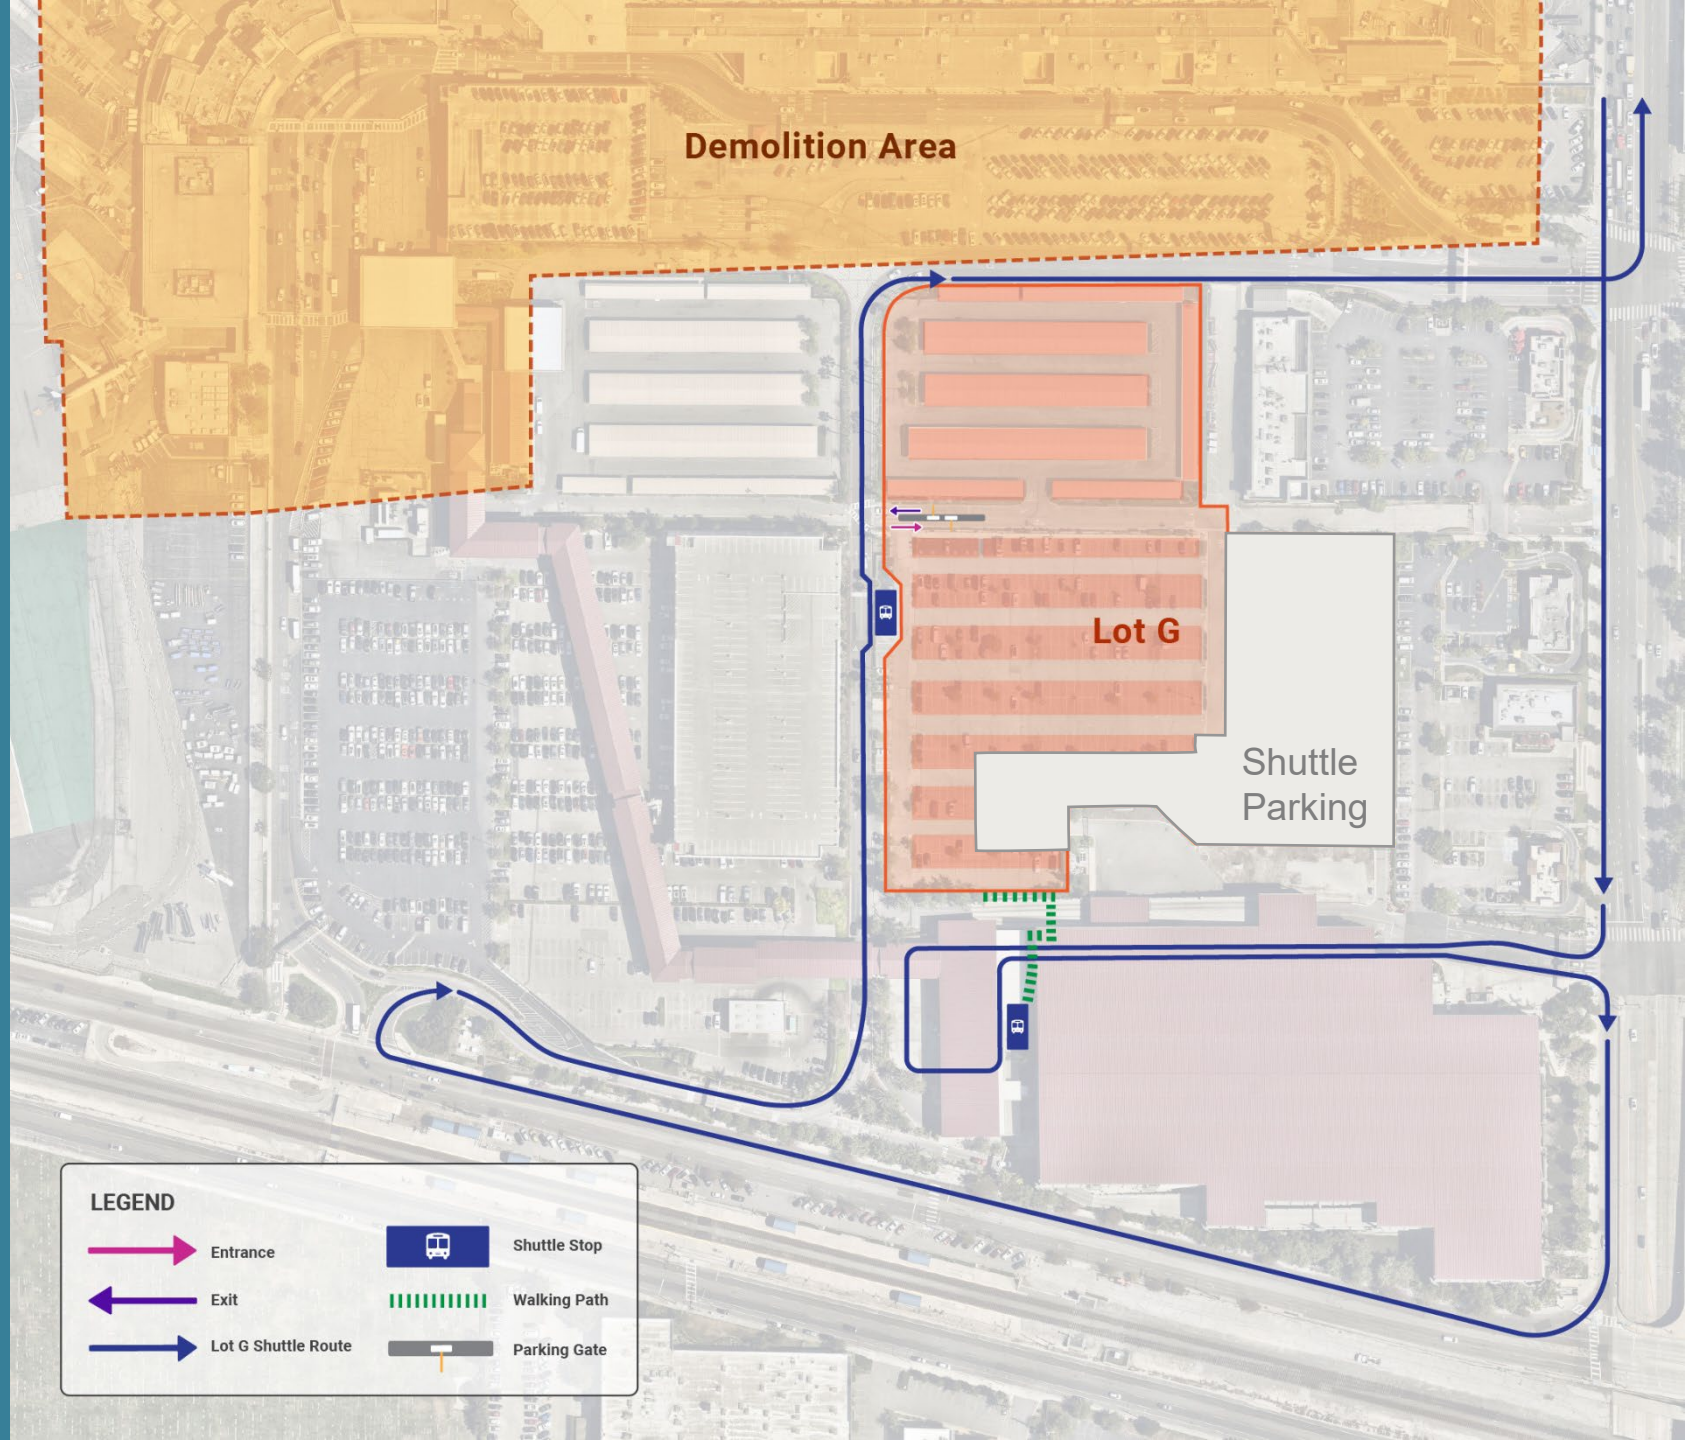 Demolition Area
Lot G
Shuttle
Parking
LEGEND
Entrance
Exit
Lot G Shuttle Route
Shuttle Stop
Walking Path
Parking Gate